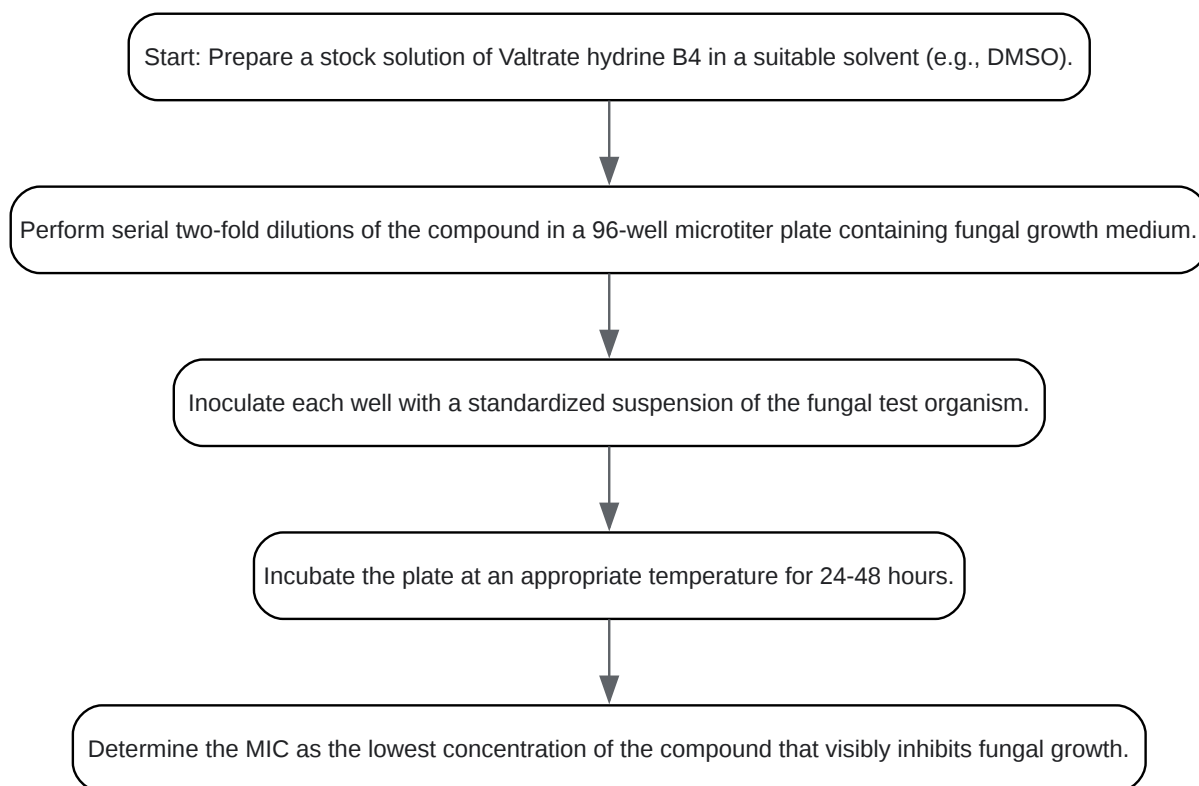 Start: Prepare a stock solution of Valtrate hydrine B4 in a suitable solvent (e.g., DMSO).
Perform serial two-fold dilutions of the compound in a 96-well microtiter plate containing fungal growth medium.
Inoculate each well with a standardized suspension of the fungal test organism.
Incubate the plate at an appropriate temperature for 24-48 hours.
Determine the MIC as the lowest concentration of the compound that visibly inhibits fungal growth.